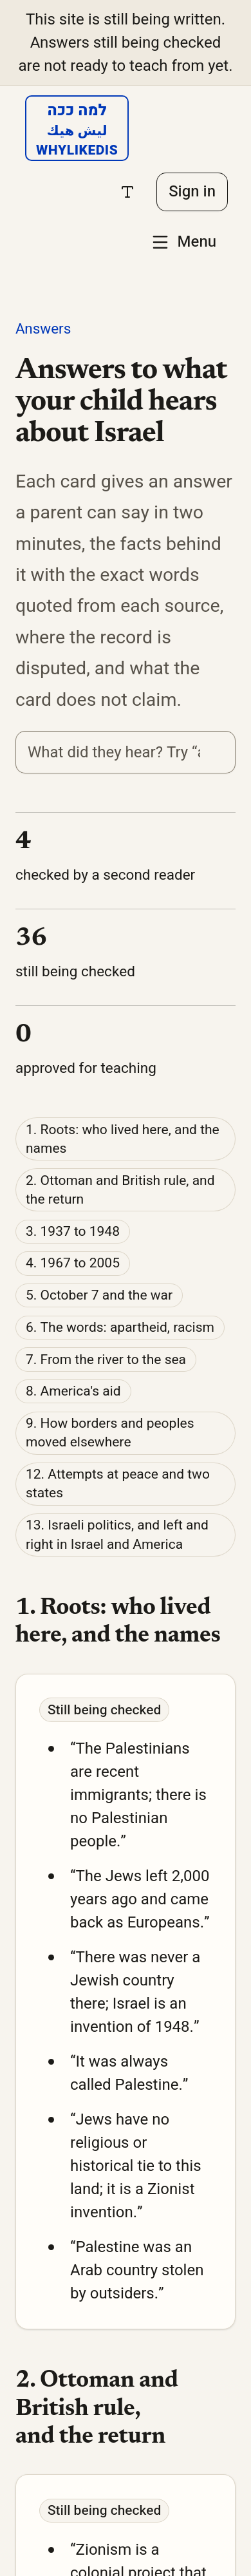 This site is still being written.
Answers still being checked
are not ready to teach from yet.
למה ככה
ليش هيك
WHYLIKEDIS
Sign in
Menu
Answers
Answers to what
your child hears
about Israel
Each card gives an answer
a parent can say in two
minutes, the facts behind
it with the exact words
quoted from each source,
where the record is
disputed, and what the
card does not claim.
What did they hear? Try “a
4
checked by a second reader
36
still being checked
0
approved for teaching
1. Roots: who lived here, and the
names
2. Ottoman and British rule, and
the return
3. 1937 to 1948
4. 1967 to 2005
5. October 7 and the war
6. The words: apartheid, racism
7. From the river to the sea
8. America's aid
9. How borders and peoples
moved elsewhere
12. Attempts at peace and two
states
13. Israeli politics, and left and
right in Israel and America
1. Roots: who lived
here, and the names
Still being checked
“The Palestinians
are recent
immigrants; there is
no Palestinian
people.”
“The Jews left 2,000
years ago and came
back as Europeans.”
“There was never a
Jewish country
there; Israel is an
invention of 1948.”
“It was always
called Palestine.”
“Jews have no
religious or
historical tie to this
land; it is a Zionist
invention.”
“Palestine was an
Arab country stolen
by outsiders.”
2. Ottoman and
British rule,
and the return
Still being checked
“Zionism is a
colonial project that